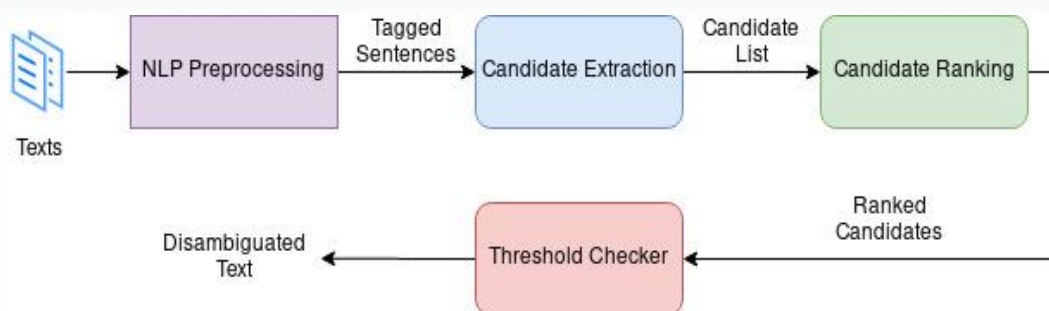 Texts
NLP Preprocessing
Tagged
Sentences
Candidate Extraction
Candidate
List
Candidate Ranking
Ranked
Candidates
Threshold Checker
Disambiguated
Text